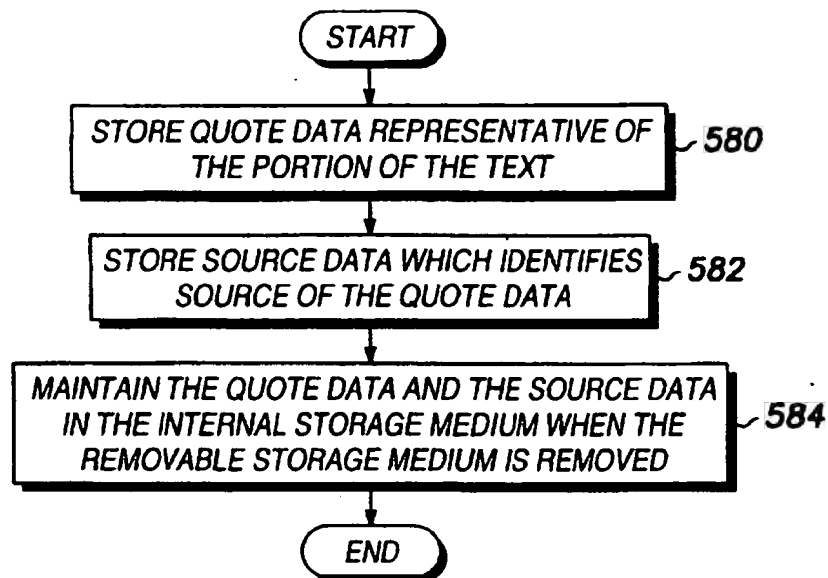 START
STORE QUOTE DATA REPRESENTATIVE OF
THE PORTION OF THE TEXT
580
STORE SOURCE DATA WHICH IDENTIFIES
SOURCE OF THE QUOTE DATA
582
MAINTAIN THE QUOTE DATA AND THE SOURCE DATA
IN THE INTERNAL STORAGE MEDIUM WHEN THE
REMOVABLE STORAGE MEDIUM IS REMOVED
584
END